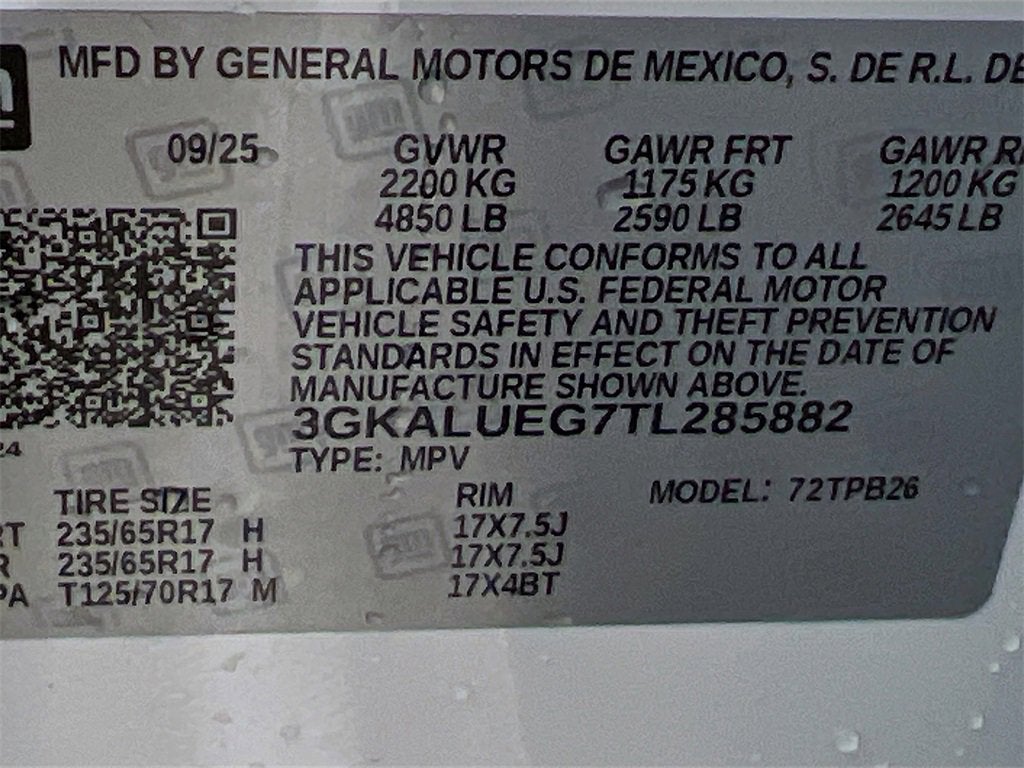 MFD BY GENERAL MOTORS DE MEXICO, S. DE R.L. DE
09/25 GVWR GAWR FRT GAWR
2200 KG 1175 KG 1200 KG
4850 LB 2590 LB 2645 LB
THIS VEHICLE CONFORMS TO ALL
APPLICABLE U.S. FEDERAL MOTOR
VEHICLE SAFETY AND THEFT PREVENTION
STANDARDS IN EFFECT ON THE DATE OF
MANUFACTURE SHOWN ABOVE.
3GKALUEG7TL285882
TYPE: MPV
TIRE SIZE RIM MODEL: 72TPB26
235/65R17 H 17X7.5J
235/65R17 H 17X7.5J
T125/70R17 M 17X4BT